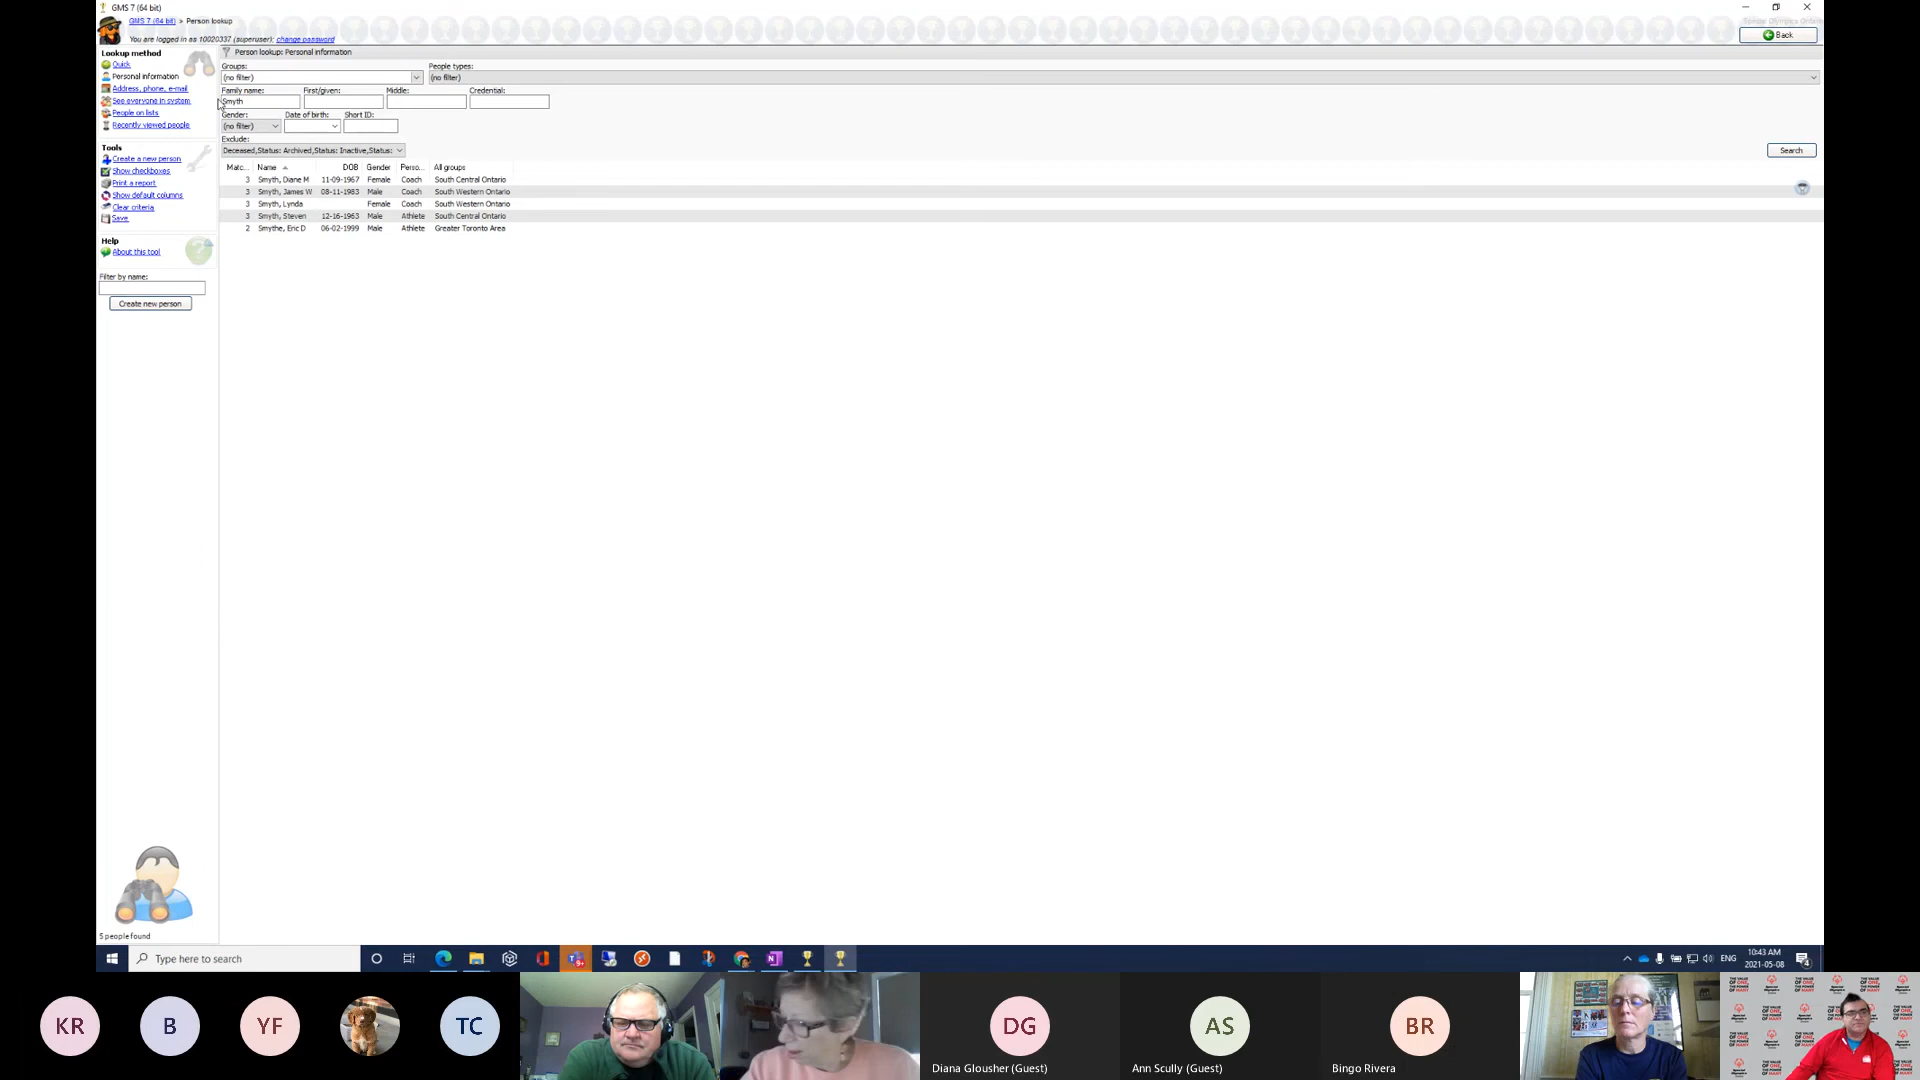 GMS 7 (64 bit)
GMS 7 (64 bit) > Person lookup
You are logged in as 10020337 (superuser): change password
Special Olympics Ontario
Back
Lookup method
Quick
Personal information
Address, phone, e-mail
See everyone in system
People on lists
Recently viewed people
Tools
Create a new person
Show checkboxes
Print a report
Show default columns
Clear criteria
Save
Help
About this tool
Filter by name:
Create new person
5 people found
Person lookup: Personal information
Groups: People types:
(no filter) (no filter)
Family name: First/given: Middle: Credential:
Smyth
Gender: Date of birth: Short ID:
(no filter)
Exclude:
Deceased,Status: Archived,Status: Inactive,Status:
Search
Matc... Name DOB Gender Perso... All groups
3 Smyth, Diane M 11-09-1967 Female Coach South Central Ontario
3 Smyth, James W 08-11-1983 Male Coach South Western Ontario
3 Smyth, Lynda Female Coach South Western Ontario
3 Smyth, Steven 12-16-1963 Male Athlete South Central Ontario
2 Smythe, Eric D 06-02-1999 Male Athlete Greater Toronto Area
Type here to search
9+
ENG
10:43 AM
2021-05-08
4
KR
B
YF
TC
DG
Diana Glousher (Guest)
AS
Ann Scully (Guest)
BR
Bingo Rivera